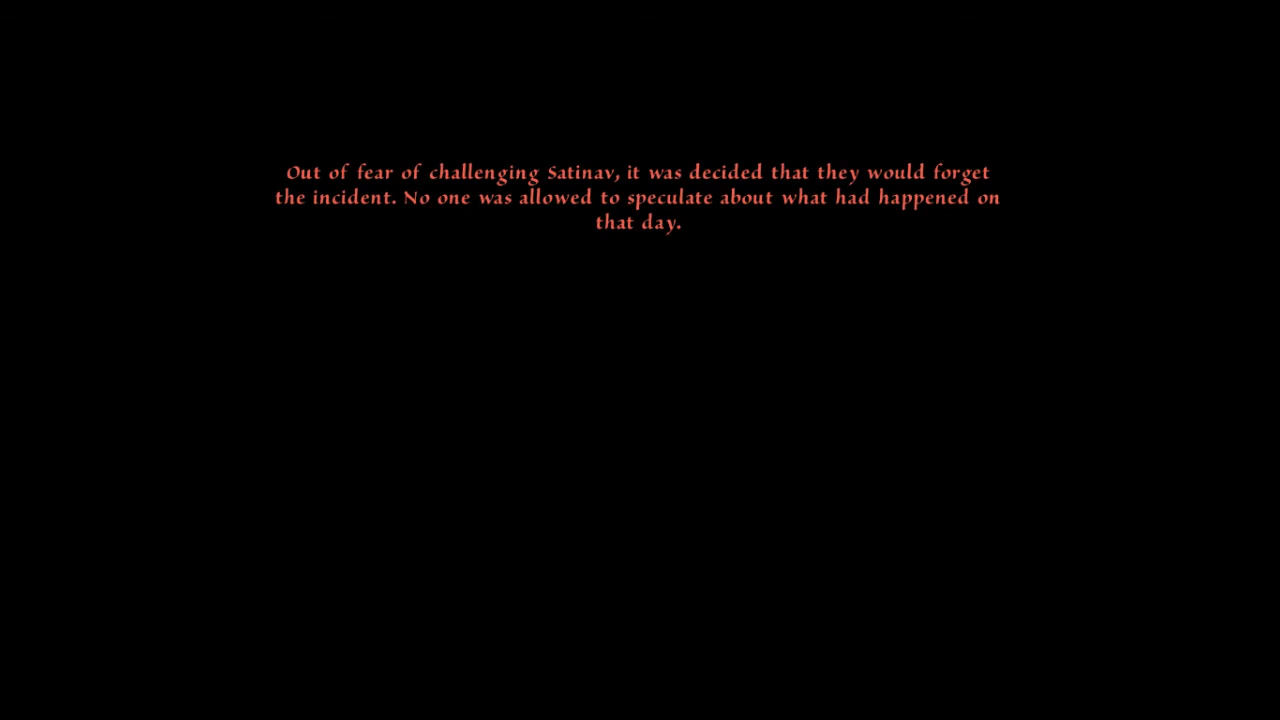 Out of fear of challenging Satinav, it was decided that they would forget
the incident. No one was allowed to speculate about what had happened on
that day.